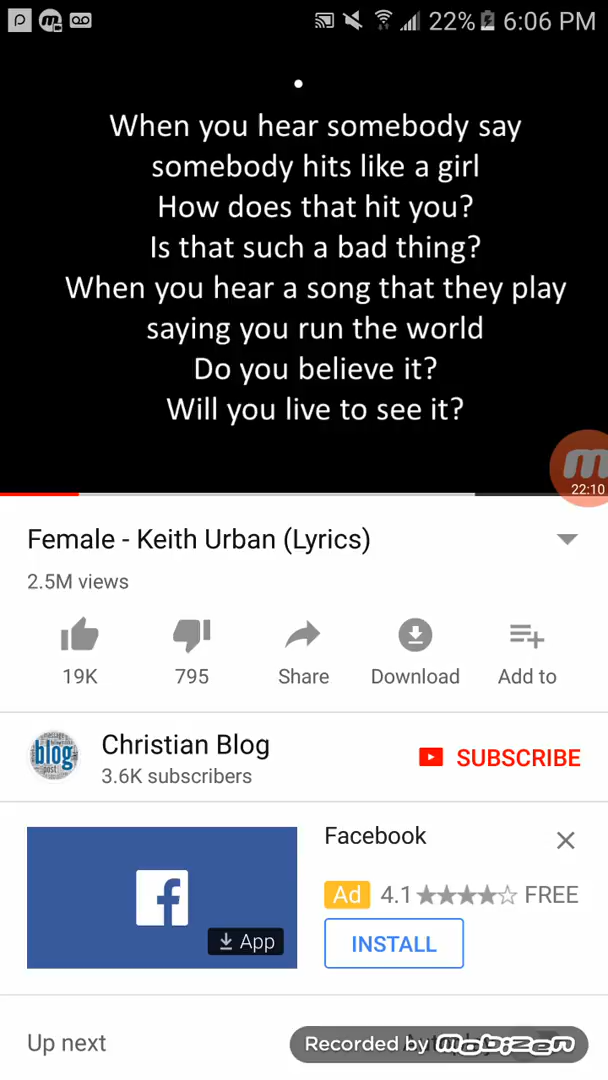 22% 6:06 PM
When you hear somebody say
somebody hits like a girl
How does that hit you?
Is that such a bad thing?
When you hear a song that they play
saying you run the world
Do you believe it?
Will you live to see it?
22:10
Female - Keith Urban (Lyrics)
2.5M views
19K 795 Share Download Add to
blog Christian Blog SUBSCRIBE
3.6K subscribers
Facebook
Ad 4.1 FREE
App INSTALL
Up next
Recorded by mobizen